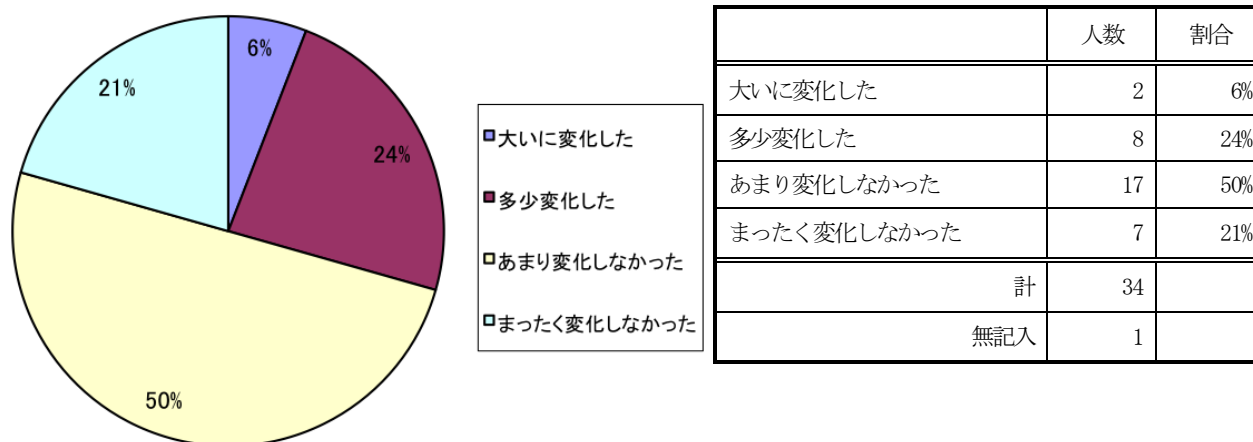 6%
24%
50%
21%
大いに変化した
多少変化した
あまり変化しなかった
まったく変化しなかった
人数 割合
大いに変化した 2 6%
多少変化した 8 24%
あまり変化しなかった 17 50%
まったく変化しなかった 7 21%
計 34
無記入 1